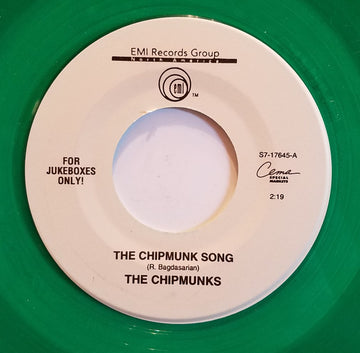 EMI Records Group
North America
emi
TM
FOR
JUKEBOXES
ONLY!
S7-17645-A
Cema
SPECIAL
MARKETS
2:19
THE CHIPMUNK SONG
(R. Bagdasarian)
THE CHIPMUNKS